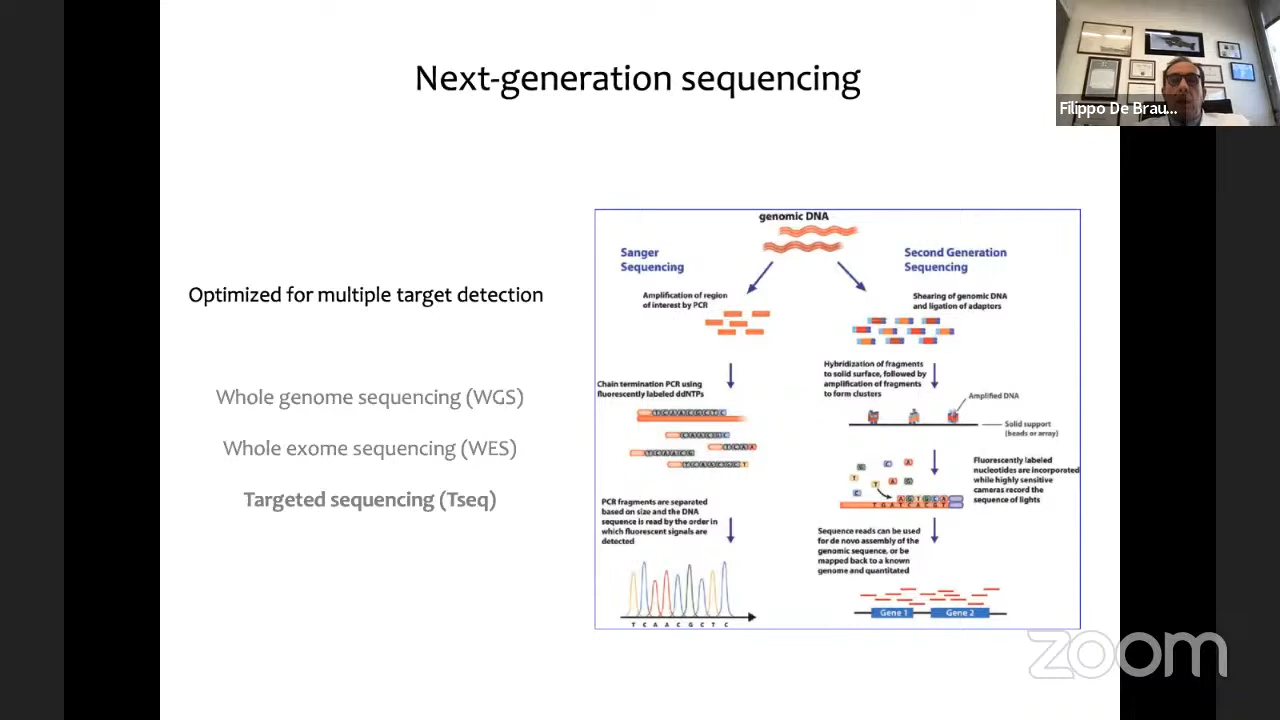 Next-generation sequencing
Filippo De Brau...
Optimized for multiple target detection
Whole genome sequencing (WGS)
Whole exome sequencing (WES)
Targeted sequencing (Tseq)
genomic DNA
Sanger
Sequencing
Amplification of region
of interest by PCR
Chain termination PCR using
fluorescently labeled ddNTPs
T C A A C G C T C
C A A C G C
T C A A
T C A A C G
T C A A C G C T
PCR fragments are separated
based on size and the DNA
sequence is read by the order in
which fluorescent signals are
detected
T C A A C G C T C
Second Generation
Sequencing
Shearing of genomic DNA
and ligation of adaptors
Hybridization of fragments
to solid surface, followed by
amplification of fragments
to form clusters
Amplified DNA
Solid support
(beads or array)
Fluorescently labeled
nucleotides are incorporated
while highly sensitive
cameras record the
sequence of lights
G C A
T T A G
C
A G T G C A
T G A T C A C G T
Sequence reads can be used
for de novo assembly of the
genomic sequence, or be
mapped back to a known
genome and quantitated
Gene 1 Gene 2
zoom